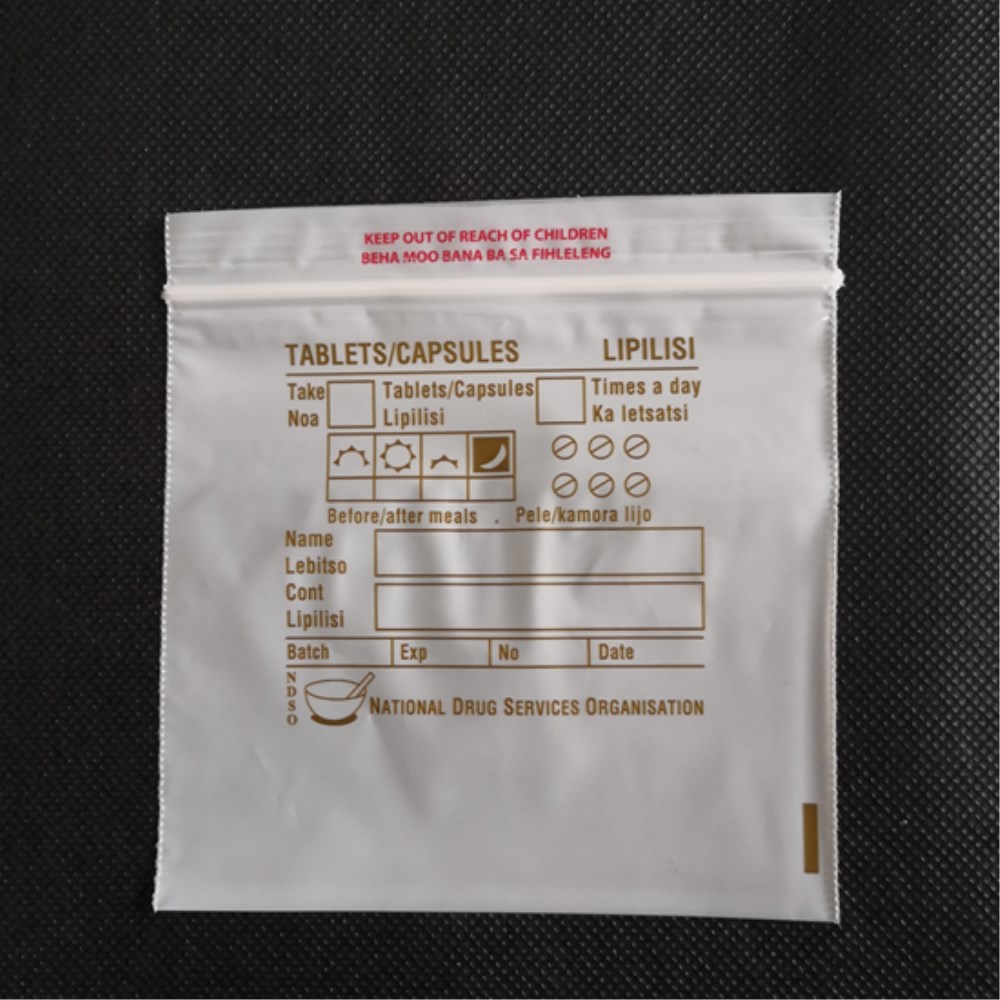 KEEP OUT OF REACH OF CHILDREN
BEHA MOO BANA BA SA FIHLELENG
TABLETS/CAPSULES LIPILISI
Take Tablets/Capsules Times a day
Noa Lipilisi Ka letsatsi
Before/after meals . Pele/kamora lijo
Name
Lebitso
Cont
Lipilisi
Batch Exp No Date
NDSO
NATIONAL DRUG SERVICES ORGANISATION